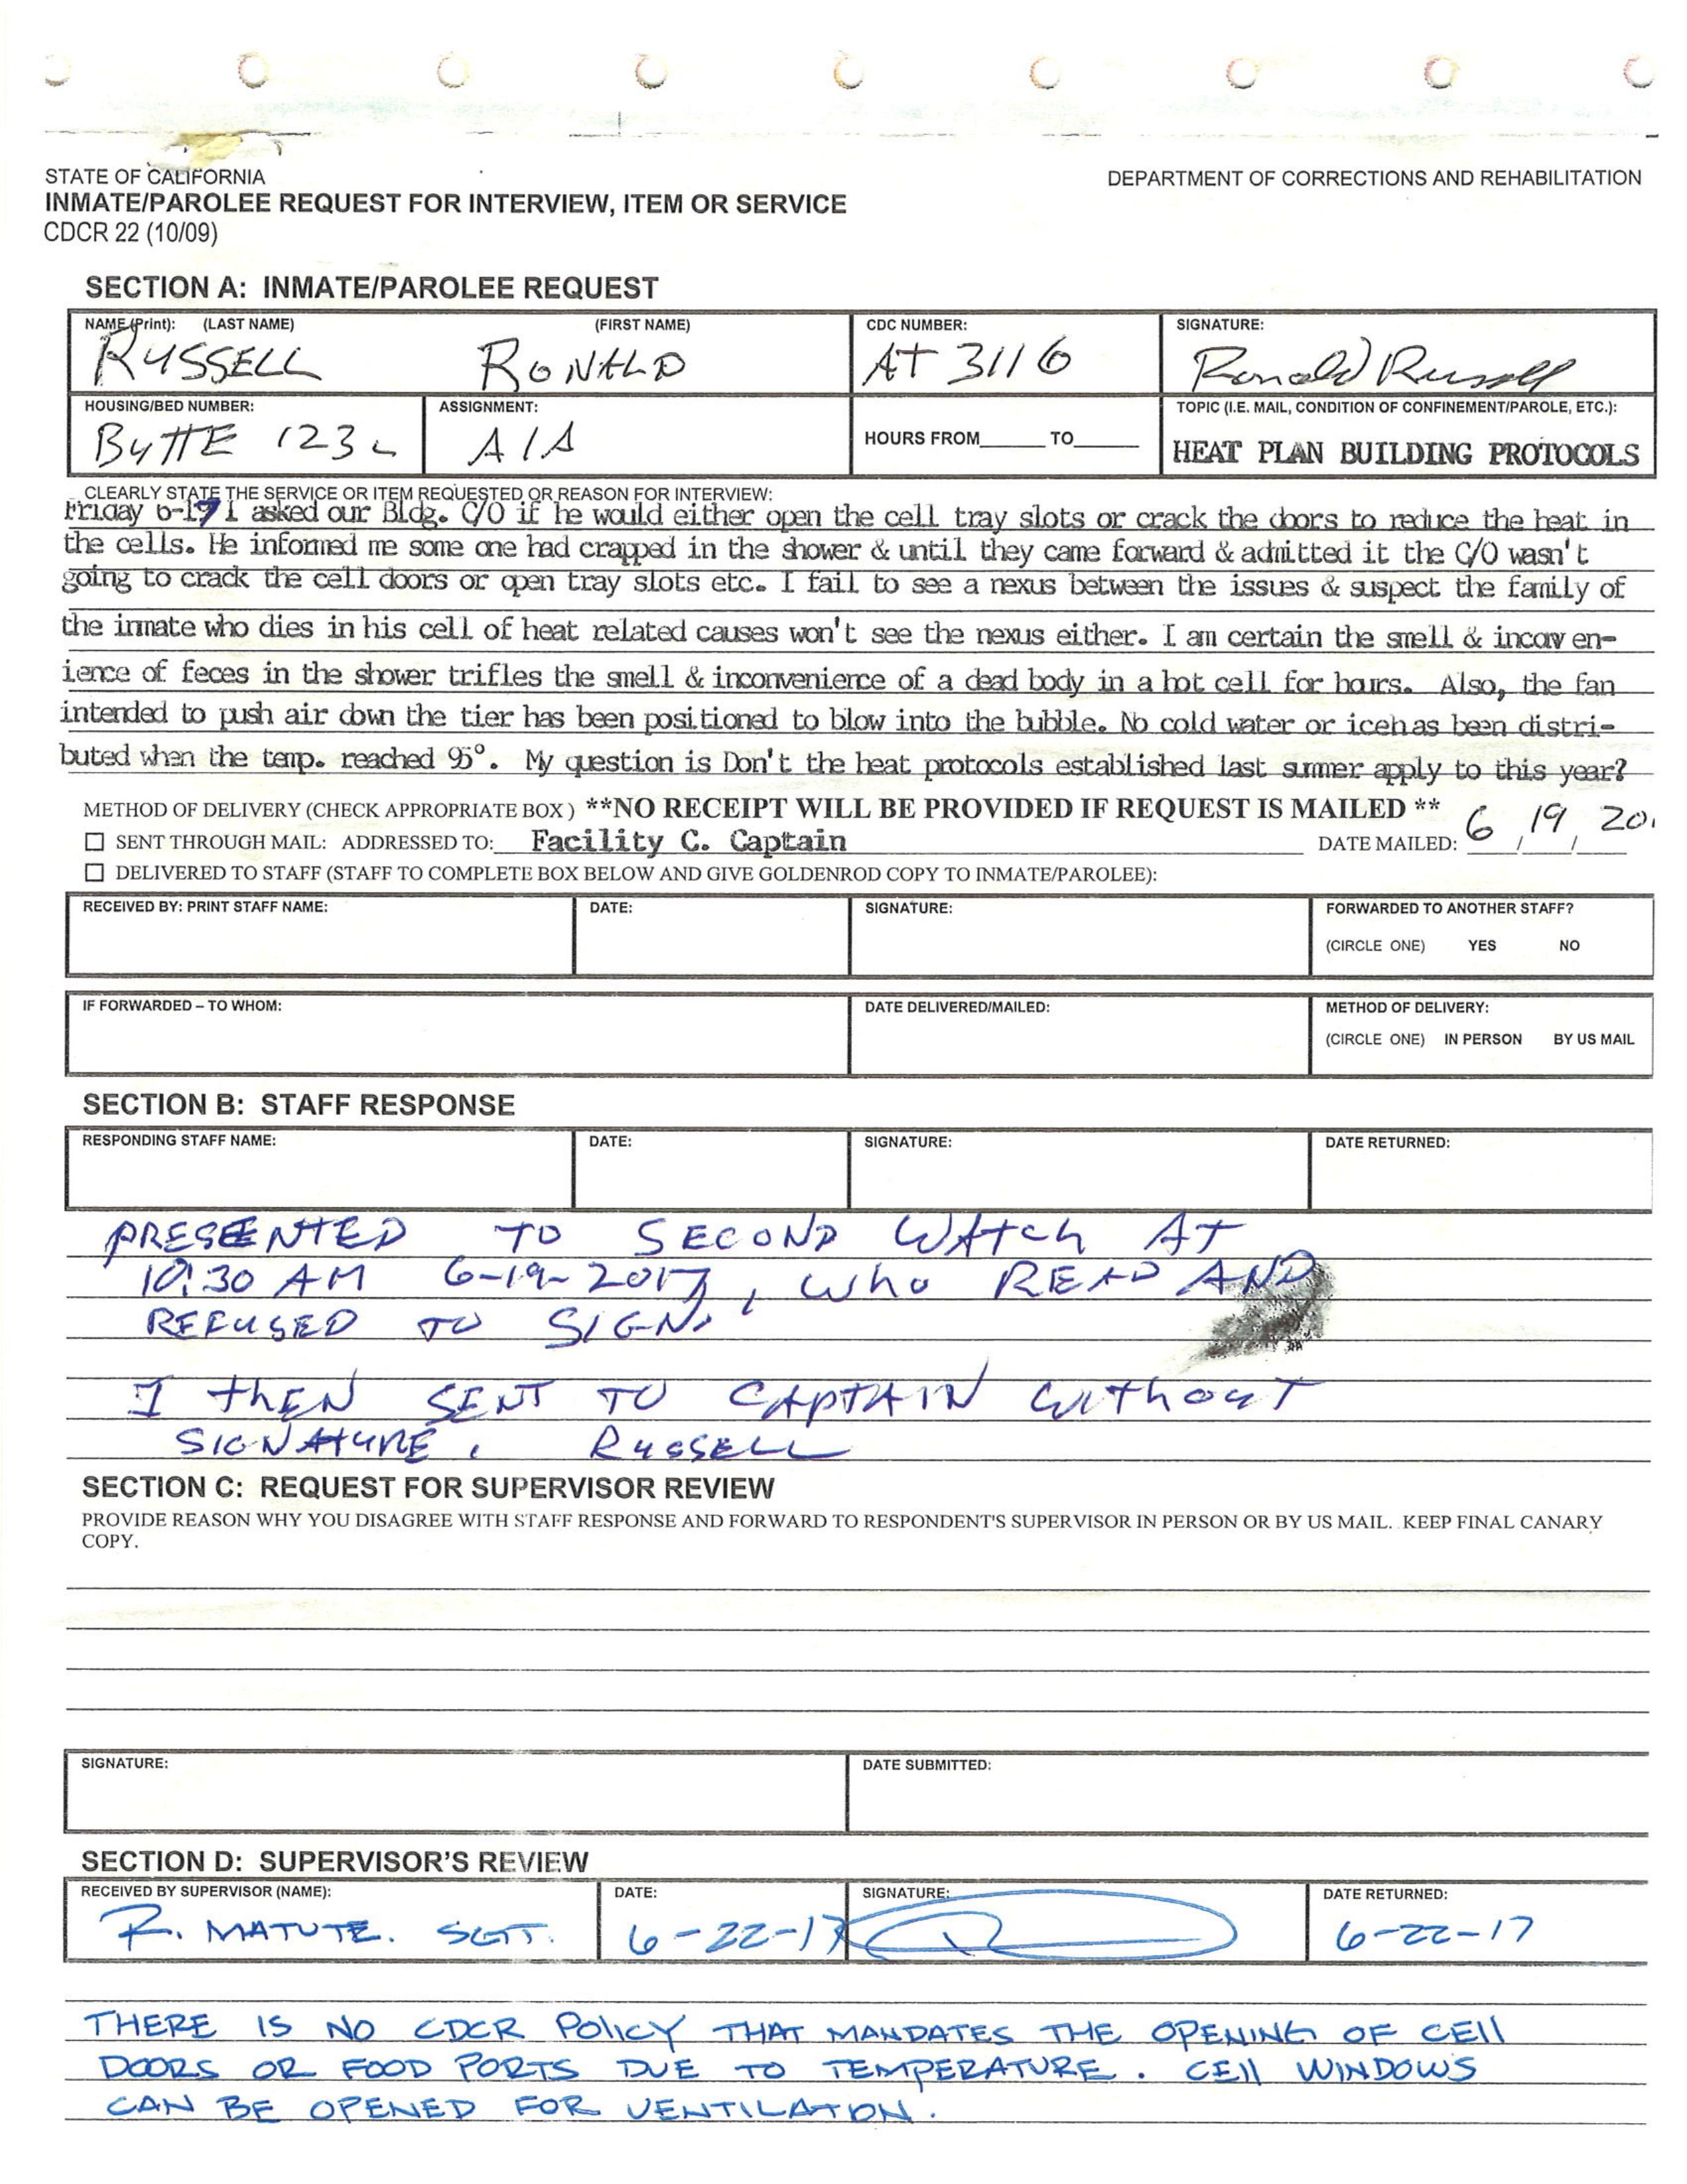 STATE OF CALIFORNIA
DEPARTMENT OF CORRECTIONS AND REHABILITATION
INMATE/PAROLEE REQUEST FOR INTERVIEW, ITEM OR SERVICE
CDCR 22 (10/09)
SECTION A: INMATE/PAROLEE REQUEST
NAME (Print): (LAST NAME) (FIRST NAME) CDC NUMBER: SIGNATURE:
RUSSELL RONALD AT 3116 Ronald Russell
HOUSING/BED NUMBER: ASSIGNMENT: HOURS FROM TO TOPIC (I.E. MAIL, CONDITION OF CONFINEMENT/PAROLE, ETC.):
BUTTE 123L A1A HEAT PLAN BUILDING PROTOCOLS
CLEARLY STATE THE SERVICE OR ITEM REQUESTED OR REASON FOR INTERVIEW:
Friday 6-17 I asked our Bldg. C/O if he would either open the cell tray slots or crack the doors to reduce the heat in
the cells. He informed me some one had crapped in the shower & until they came forward & admitted it the C/O wasn't
going to crack the cell doors or open tray slots etc. I fail to see a nexus between the issues & suspect the family of
the inmate who dies in his cell of heat related causes won't see the nexus either. I am certain the smell & incov en-
ience of feces in the shower trifles the smell & inconvenience of a dead body in a hot cell for hours. Also, the fan
intended to push air down the tier has been positioned to blow into the bubble. No cold water or iceh as been distri-
buted when the temp. reached 95°. My question is Don't the heat protocols established last summer apply to this year?
METHOD OF DELIVERY (CHECK APPROPRIATE BOX) **NO RECEIPT WILL BE PROVIDED IF REQUEST IS MAILED **
SENT THROUGH MAIL: ADDRESSED TO: Facility C. Captain DATE MAILED: 6 / 19 / 20
DELIVERED TO STAFF (STAFF TO COMPLETE BOX BELOW AND GIVE GOLDENROD COPY TO INMATE/PAROLEE):
RECEIVED BY: PRINT STAFF NAME: DATE: SIGNATURE: FORWARDED TO ANOTHER STAFF?
(CIRCLE ONE) YES NO
IF FORWARDED – TO WHOM: DATE DELIVERED/MAILED: METHOD OF DELIVERY:
(CIRCLE ONE) IN PERSON BY US MAIL
SECTION B: STAFF RESPONSE
RESPONDING STAFF NAME: DATE: SIGNATURE: DATE RETURNED:
PRESENTED TO SECOND WATCH AT
10:30 AM 6-19-2017, WHO READ AND
REFUSED TO SIGN.
I THEN SENT TO CAPTAIN WITHOUT
SIGNATURE. RUSSELL
SECTION C: REQUEST FOR SUPERVISOR REVIEW
PROVIDE REASON WHY YOU DISAGREE WITH STAFF RESPONSE AND FORWARD TO RESPONDENT'S SUPERVISOR IN PERSON OR BY US MAIL. KEEP FINAL CANARY
COPY.
SIGNATURE: DATE SUBMITTED:
SECTION D: SUPERVISOR'S REVIEW
RECEIVED BY SUPERVISOR (NAME): DATE: SIGNATURE: DATE RETURNED:
R. MATUTE. SGT. 6-22-17 6-22-17
THERE IS NO CDCR POLICY THAT MANDATES THE OPENING OF CELL
DOORS OR FOOD PORTS DUE TO TEMPERATURE. CELL WINDOWS
CAN BE OPENED FOR VENTILATION.